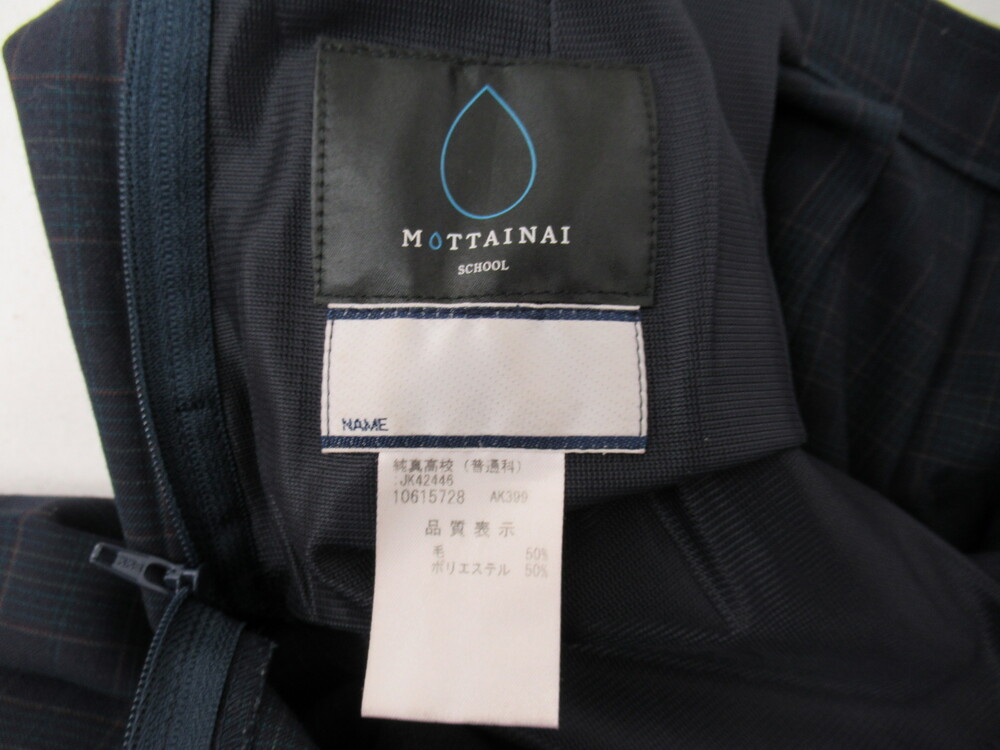 MOTTAINAI
SCHOOL
NAME
純真高校（普通科）
JK42446
10615728 AK399
品質表示
毛 50%
ポリエステル 50%